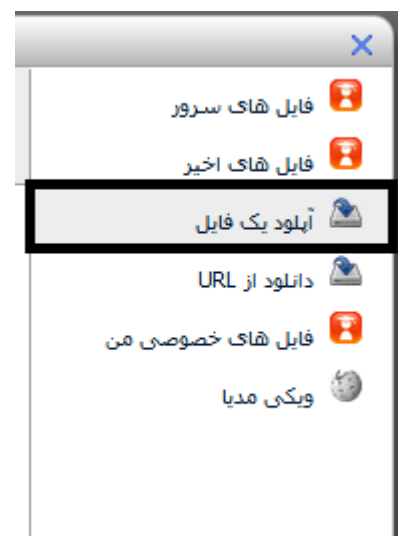 فایل های سرور
فایل های اخیر
آپلود یک فایل
دانلود از URL
فایل های خصوصی من
ویکی مدیا